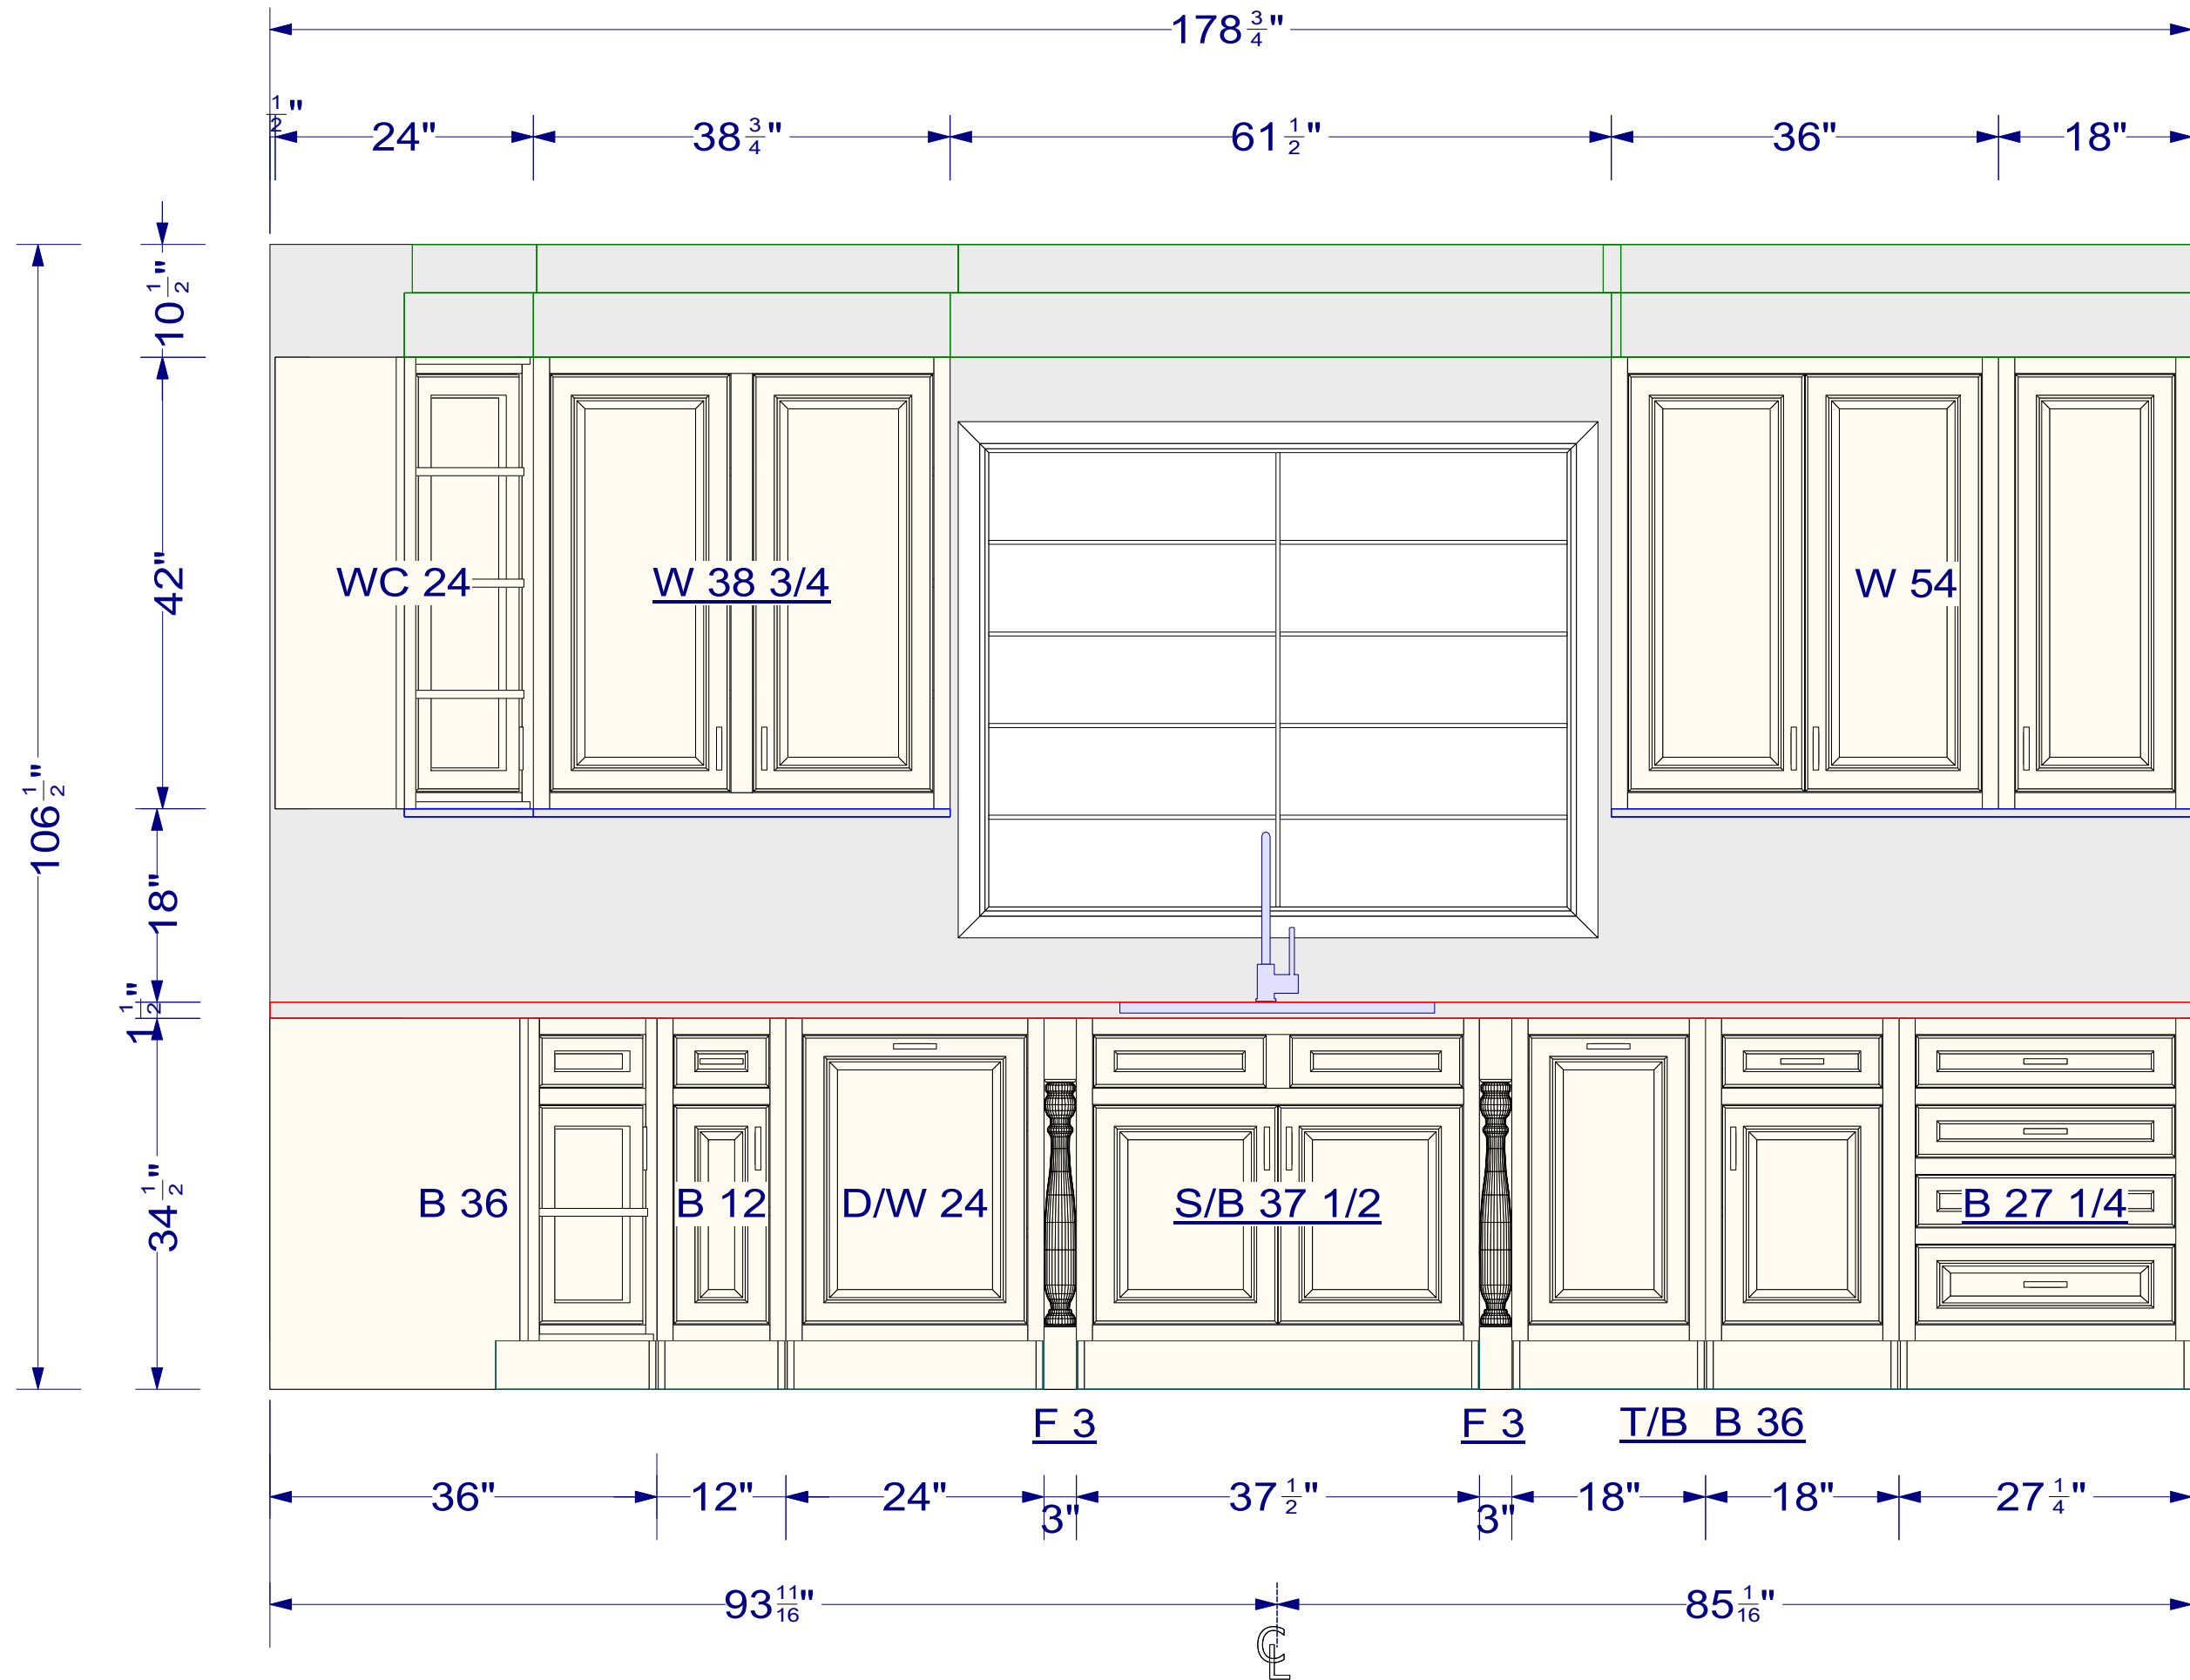 178 3/4"
1/2"
24" 38 3/4" 61 1/2" 36" 18"
10 1/2"
42"
106 1/2"
18"
1 1/2"
34 1/2"
WC 24 W 38 3/4 W 54
B 36 B 12 D/W 24 S/B 37 1/2 B 27 1/4
F 3 F 3 T/B B 36
36" 12" 24" 3" 37 1/2" 3" 18" 18" 27 1/4"
93 11/16" 85 1/16"
CL